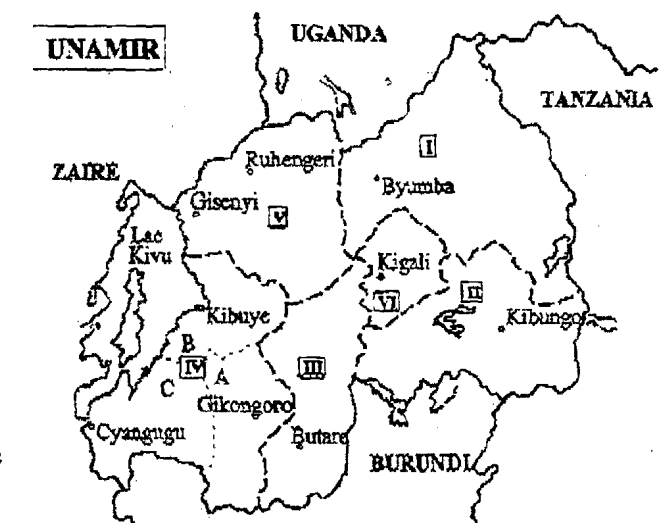 UNAMIR
UGANDA
TANZANIA
I
Ruhengeri
ZAIRE
Byumba
Gisenyi
V
Lac
Kivu
Kigali
VI
II
Kibuye
Kibungo
B
IV
A
III
C
Gikongoro
Cyangugu
Butare
BURUNDI